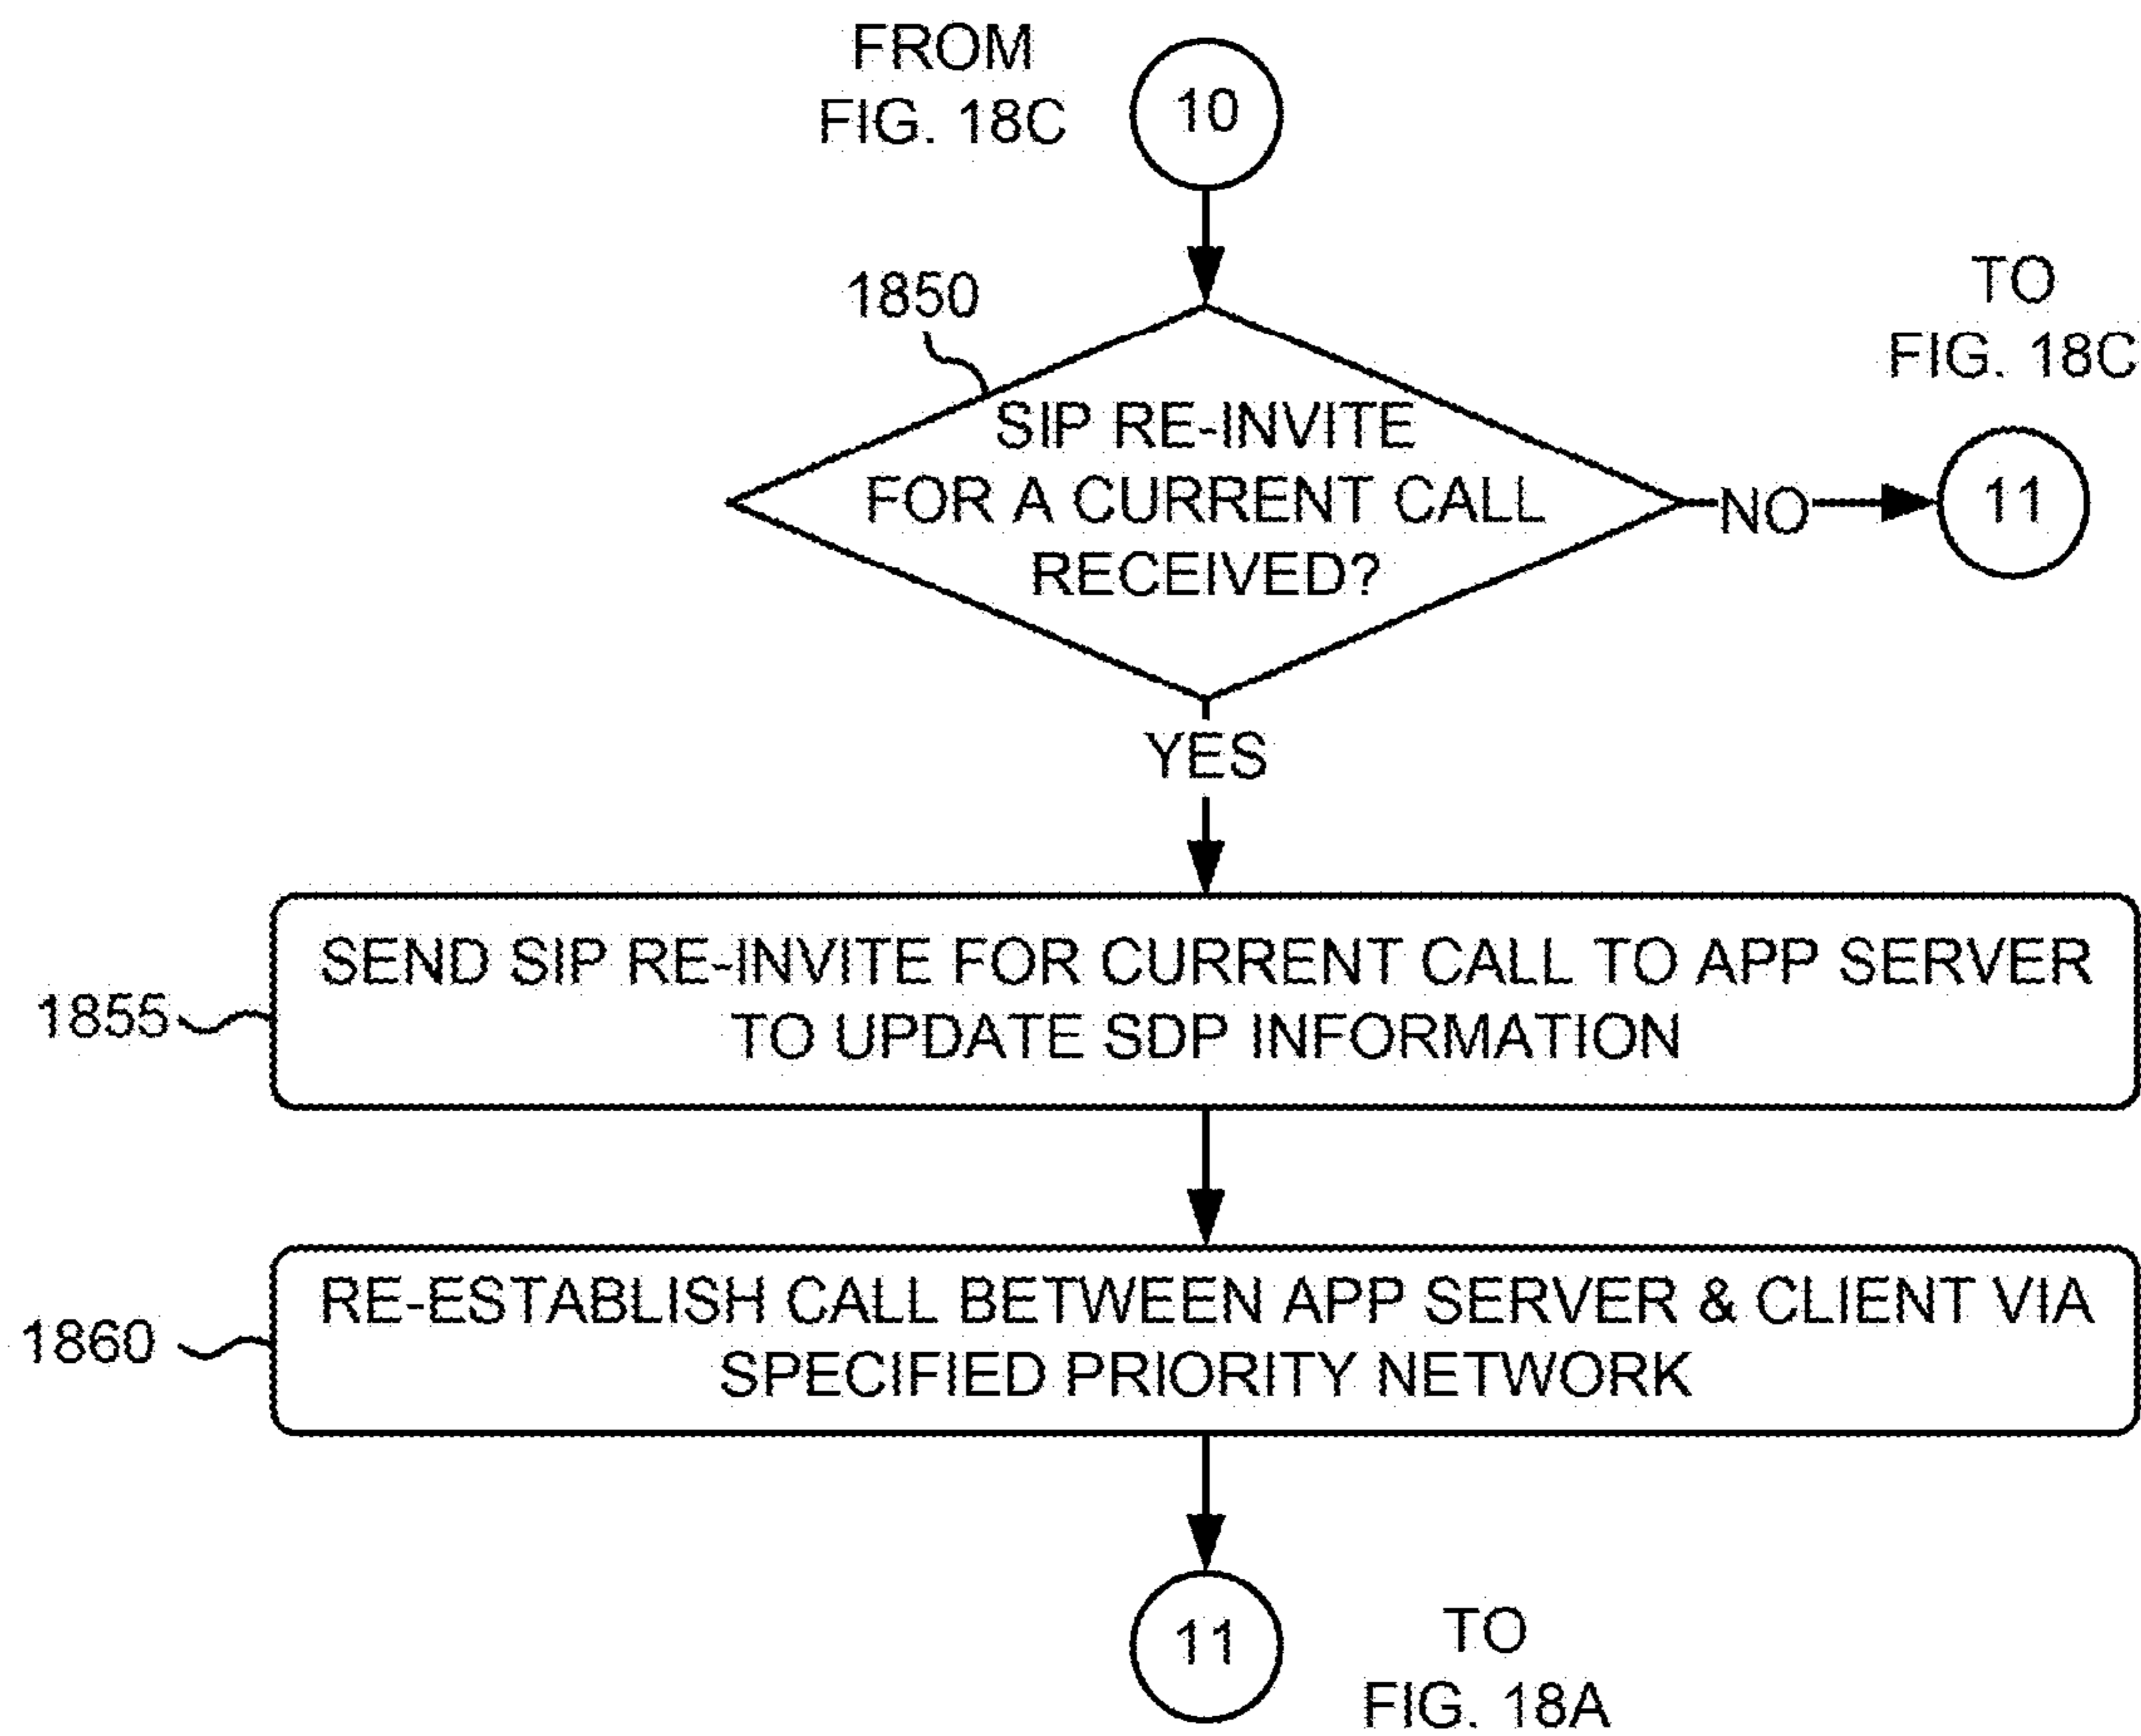 FROM
FIG. 18C
10
1850
TO
FIG. 18C
SIP RE-INVITE
FOR A CURRENT CALL
RECEIVED?
NO
11
YES
SEND SIP RE-INVITE FOR CURRENT CALL TO APP SERVER
TO UPDATE SDP INFORMATION
1855
RE-ESTABLISH CALL BETWEEN APP SERVER & CLIENT VIA
SPECIFIED PRIORITY NETWORK
1860
11
TO
FIG. 18A